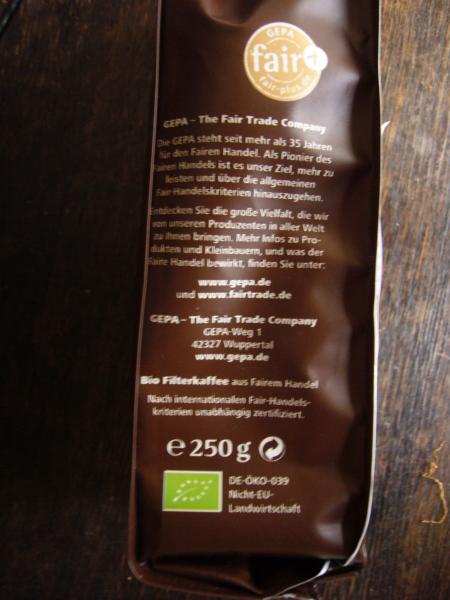 GEPA
fair+
fair-plus.de
GEPA – The Fair Trade Company
Die GEPA steht seit mehr als 35 Jahren
für den Fairen Handel. Als Pionier des
Fairen Handels ist es unser Ziel, mehr zu
leisten und über die allgemeinen
Fair-Handelskriterien hinauszugehen.
Entdecken Sie die große Vielfalt, die wir
von unseren Produzenten in aller Welt
zu Ihnen bringen. Mehr Infos zu Pro-
dukten und Kleinbauern, und was der
Faire Handel bewirkt, finden Sie unter:
www.gepa.de
und www.fairtrade.de
GEPA – The Fair Trade Company
GEPA-Weg 1
42327 Wuppertal
www.gepa.de
Bio Filterkaffee aus Fairem Handel
Nach internationalen Fair-Handels-
kriterien unabhängig zertifiziert.
℮ 250 g
DE-ÖKO-039
Nicht-EU-
Landwirtschaft